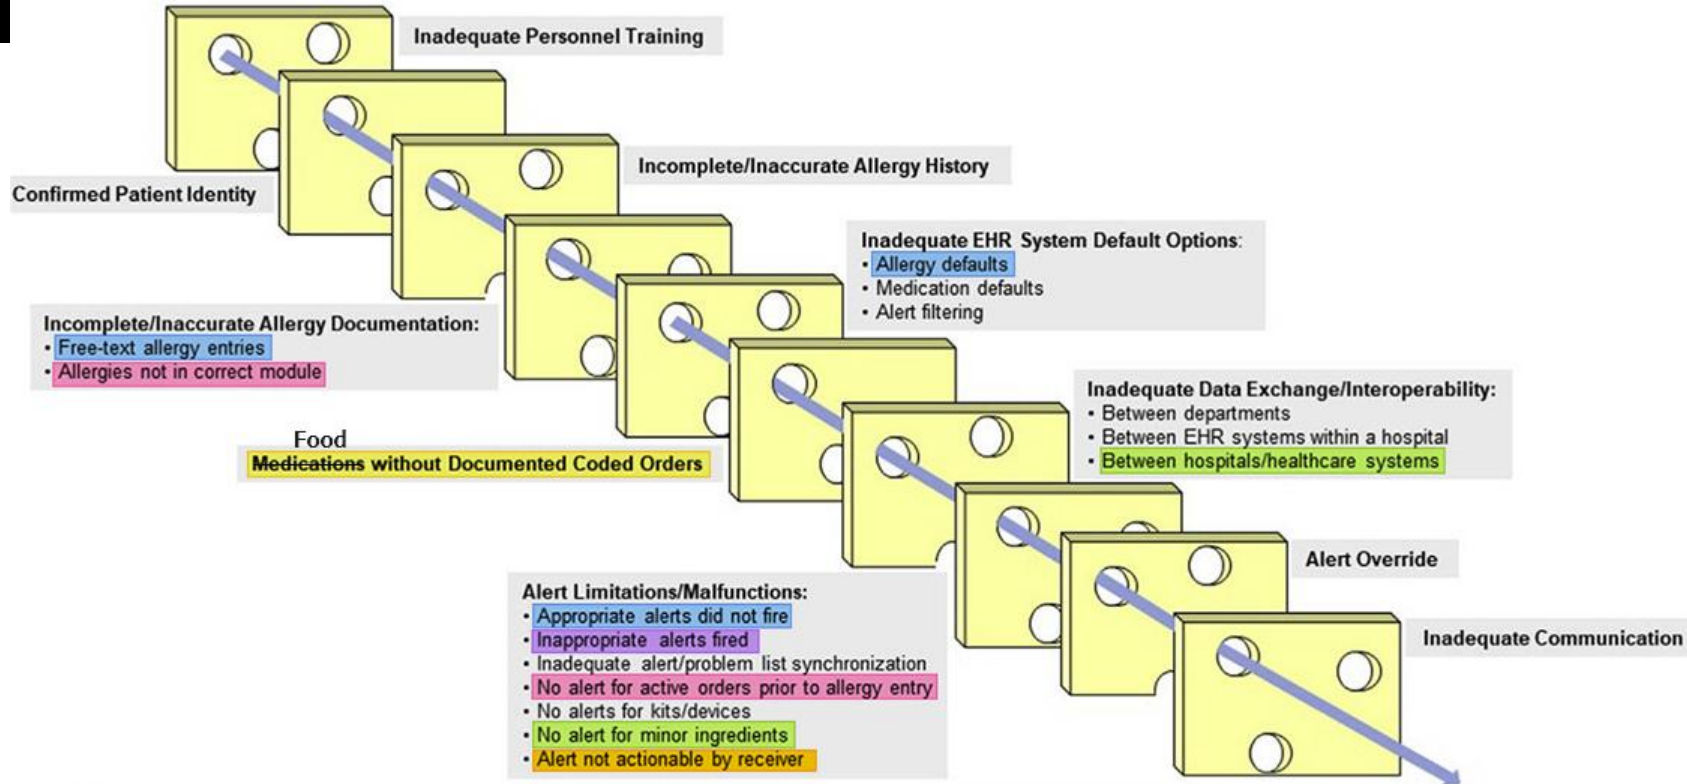 Inadequate Personnel Training
Confirmed Patient Identity
Incomplete/Inaccurate Allergy History
Incomplete/Inaccurate Allergy Documentation:
• Free-text allergy entries
• Allergies not in correct module
Inadequate EHR System Default Options:
• Allergy defaults
• Medication defaults
• Alert filtering
Food
Medications without Documented Coded Orders
Inadequate Data Exchange/Interoperability:
• Between departments
• Between EHR systems within a hospital
• Between hospitals/healthcare systems
Alert Limitations/Malfunctions:
• Appropriate alerts did not fire
• Inappropriate alerts fired
• Inadequate alert/problem list synchronization
• No alert for active orders prior to allergy entry
• No alerts for kits/devices
• No alert for minor ingredients
• Alert not actionable by receiver
Alert Override
Inadequate Communication